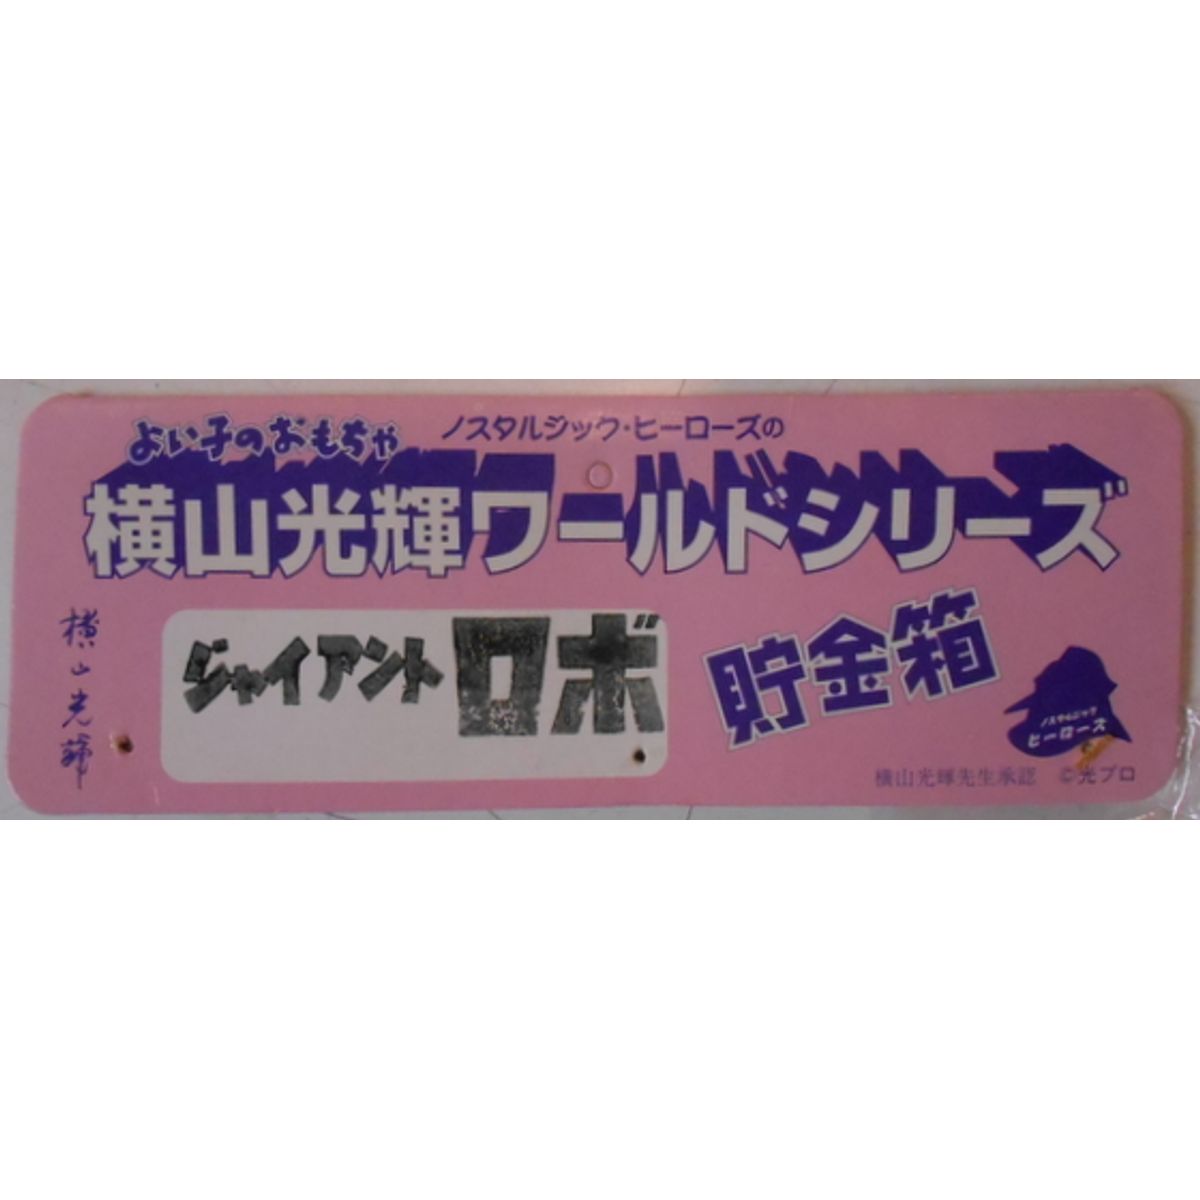 よい子のおもちゃ
ノスタルジック・ヒーローズの
横山光輝ワールドシリーズ
横山光輝
ジャイアントロボ
貯金箱
ノスタルジック
ヒーローズ
横山光輝先生承認 ©光プロ